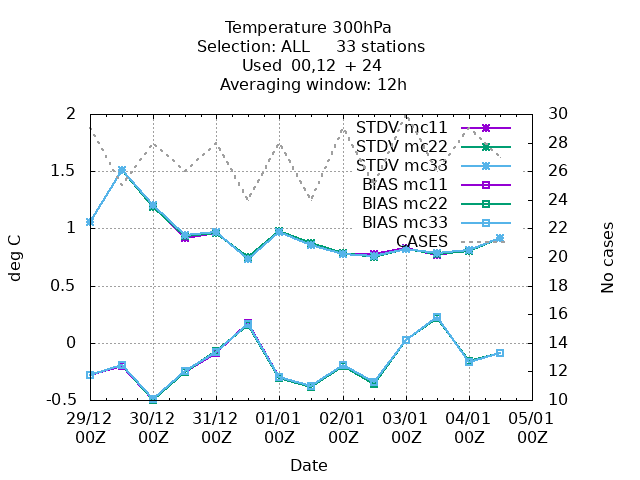 Temperature 300hPa
Selection: ALL 33 stations
Used 00,12 + 24
Averaging window: 12h
2
1.5
1
0.5
0
-0.5
30
28
26
24
22
20
18
16
14
12
10
deg C
No cases
STDV mc11
STDV mc22
STDV mc33
BIAS mc11
BIAS mc22
BIAS mc33
CASES
29/12 30/12 31/12 01/01 02/01 03/01 04/01 05/01
00Z 00Z 00Z 00Z 00Z 00Z 00Z 00Z
Date